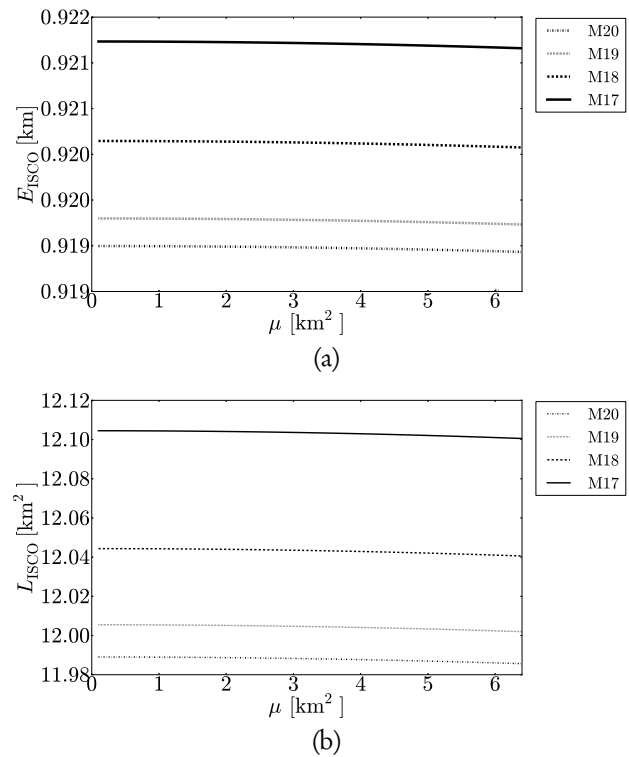 0.922
0.921
0.921
0.920
0.920
0.919
0.919
E_ISCO [km]
0 1 2 3 4 5 6
μ [km²]
M20
M19
M18
M17
(a)
12.12
12.10
12.08
12.06
12.04
12.02
12.00
11.98
L_ISCO [km²]
0 1 2 3 4 5 6
μ [km²]
M20
M19
M18
M17
(b)